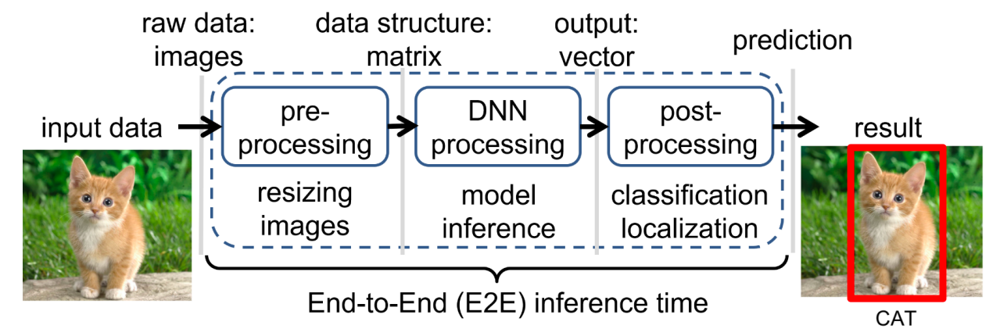 raw data:
images
data structure:
matrix
output:
vector
prediction
input data
pre-
processing
DNN
processing
post-
processing
result
resizing
images
model
inference
classification
localization
End-to-End (E2E) inference time
CAT